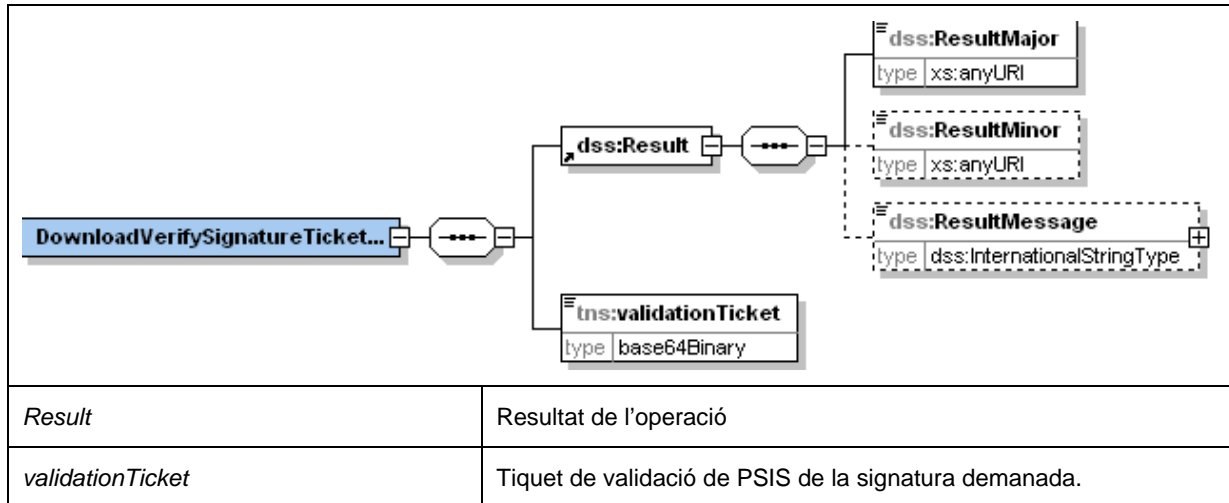 dss:ResultMajor
type xs:anyURI
dss:ResultMinor
type xs:anyURI
dss:Result
dss:ResultMessage
type dss:InternationalStringType
DownloadVerifySignatureTicket...
tns:validationTicket
type base64Binary
Result Resultat de l’operació
validationTicket Tiquet de validació de PSIS de la signatura demanada.